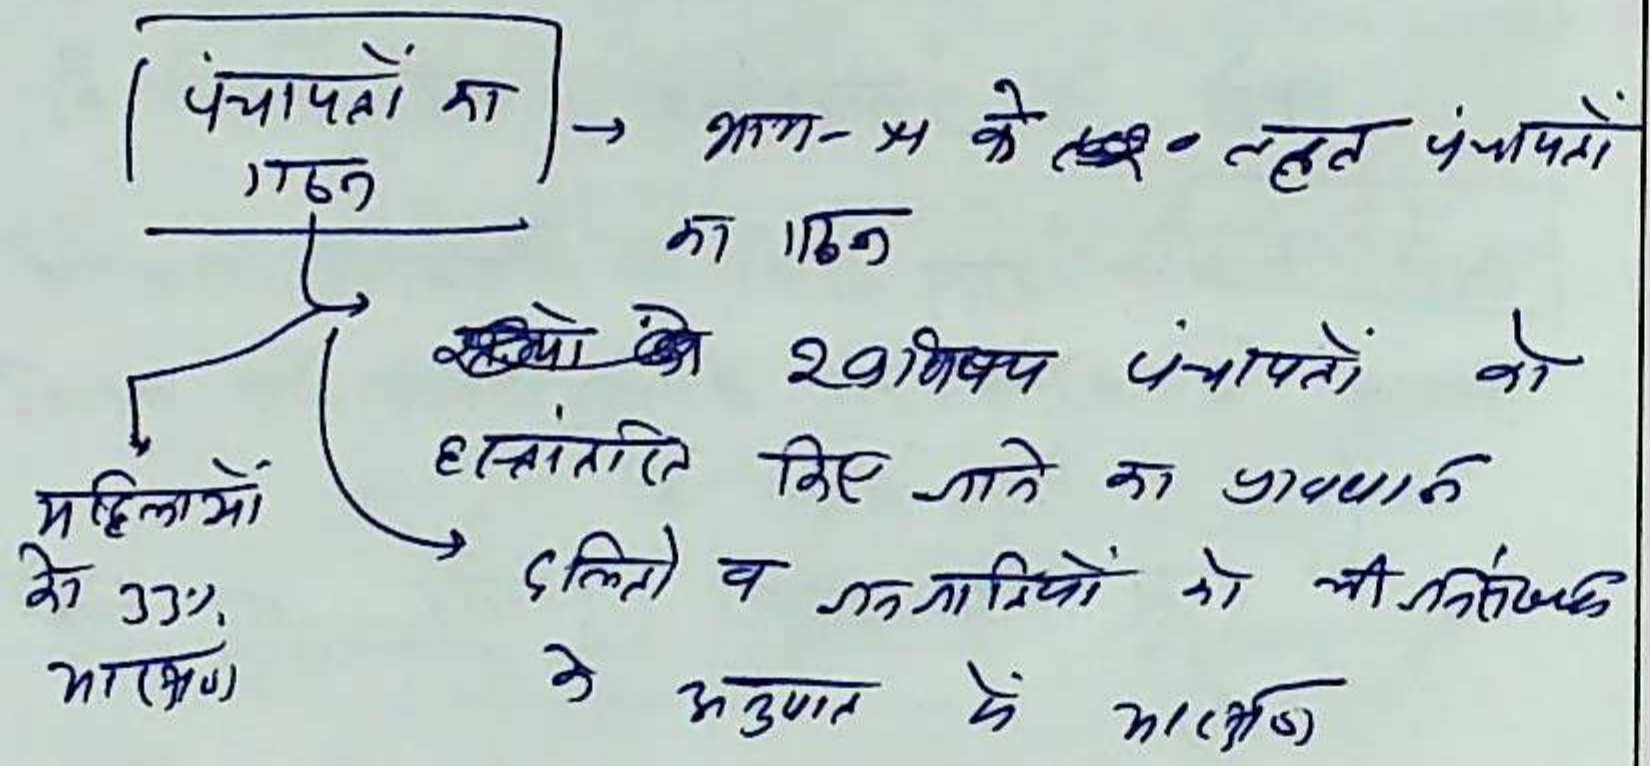 पंचायतों का
गठन
→ भाग-9 के तहत पंचायतों
का गठन
29 विषय पंचायतों को
हस्तांतरित किए जाने का प्रावधान
महिलाओं
को 33%
आरक्षण
दलितों व जनजातियों को भी जनसंख्या
के अनुपात में आरक्षण